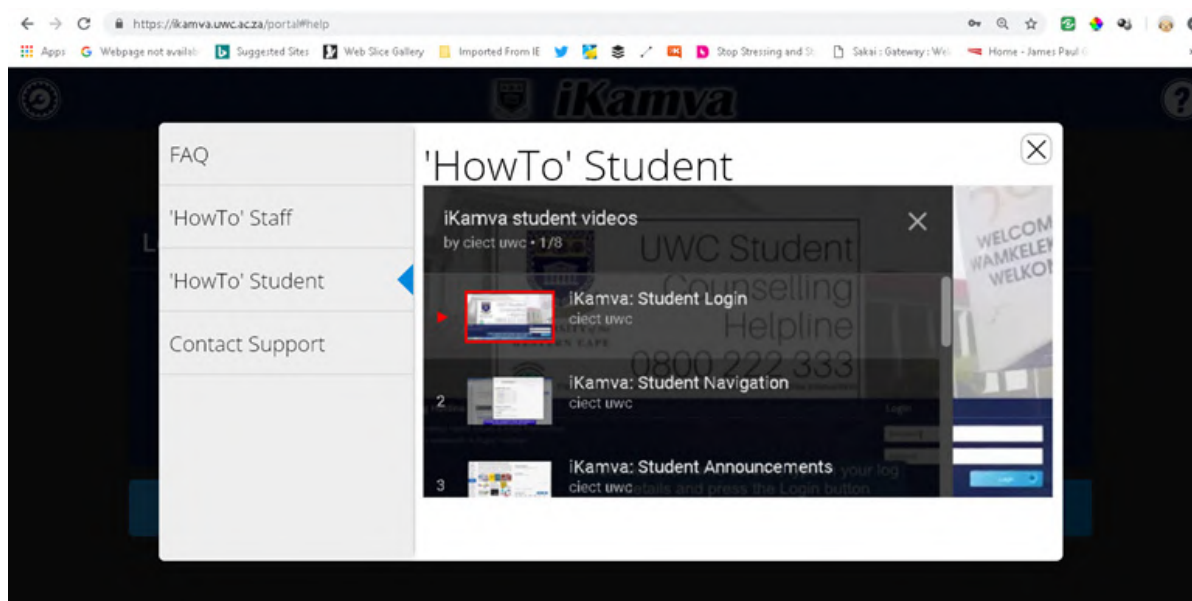 https://ikamva.uwc.ac.za/portal#help
Apps
Webpage not availab
Suggested Sites
Web Slice Gallery
Imported From IE
Stop Stressing and S
Sakai : Gateway : We
Home - James Paul G
iKamva
FAQ
'HowTo' Staff
'HowTo' Student
Contact Support
'HowTo' Student
iKamva student videos
by ciect uwc • 1/8
UWC Student
Counselling
Helpline
0800 222 333
WESTERN CAPE
WELCOM
WAMKELEK
WELKO
iKamva: Student Login
ciect uwc
2
iKamva: Student Navigation
ciect uwc
3
iKamva: Student Announcements
ciect uwc
your log
details and press the Login button
Login